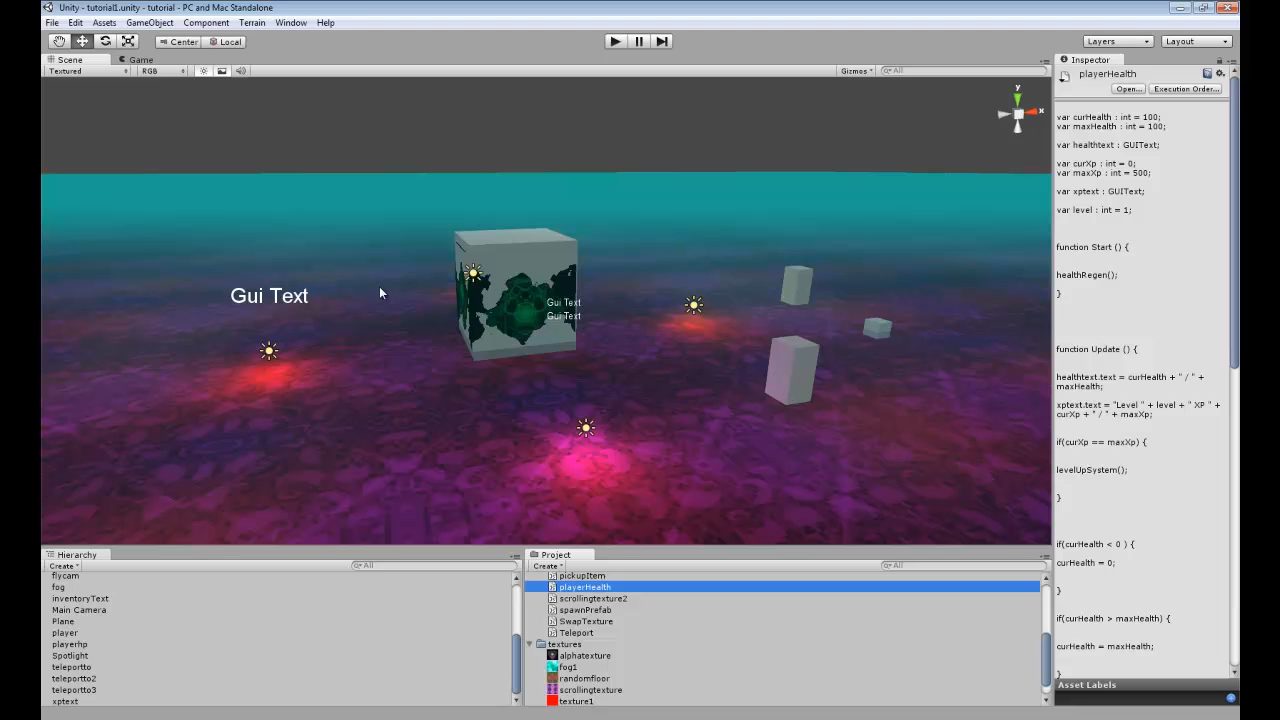 Unity - tutorial1.unity - tutorial - PC and Mac Standalone
File Edit Assets GameObject Component Terrain Window Help
Center Local Layers Layout
Scene Game Inspector
Textured RGB Gizmos All
playerHealth
Open... Execution Order...
y
x
var curHealth : int = 100;
var maxHealth : int = 100;
var healthtext : GUIText;
var curXp : int = 0;
var maxXp : int = 500;
var xptext : GUIText;
var level : int = 1;
function Start () {
healthRegen();
}
function Update () {
healthtext.text = curHealth + " / " +
maxHealth;
xptext.text = "Level " + level + " XP " +
curXp + " / " + maxXp;
if(curXp == maxXp) {
levelUpSystem();
}
if(curHealth < 0 ) {
curHealth = 0;
}
if(curHealth > maxHealth) {
curHealth = maxHealth;
}
Asset Labels
Gui Text
Gui Text
Gui Text
Hierarchy
Create All
flycam
fog
inventoryText
Main Camera
Plane
player
playerhp
Spotlight
teleportto
teleportto2
teleportto3
xptext
Project
Create All
pickupItem
playerHealth
scrollingtexture2
spawnPrefab
SwapTexture
Teleport
textures
alphatexture
fog1
randomfloor
scrollingtexture
texture1